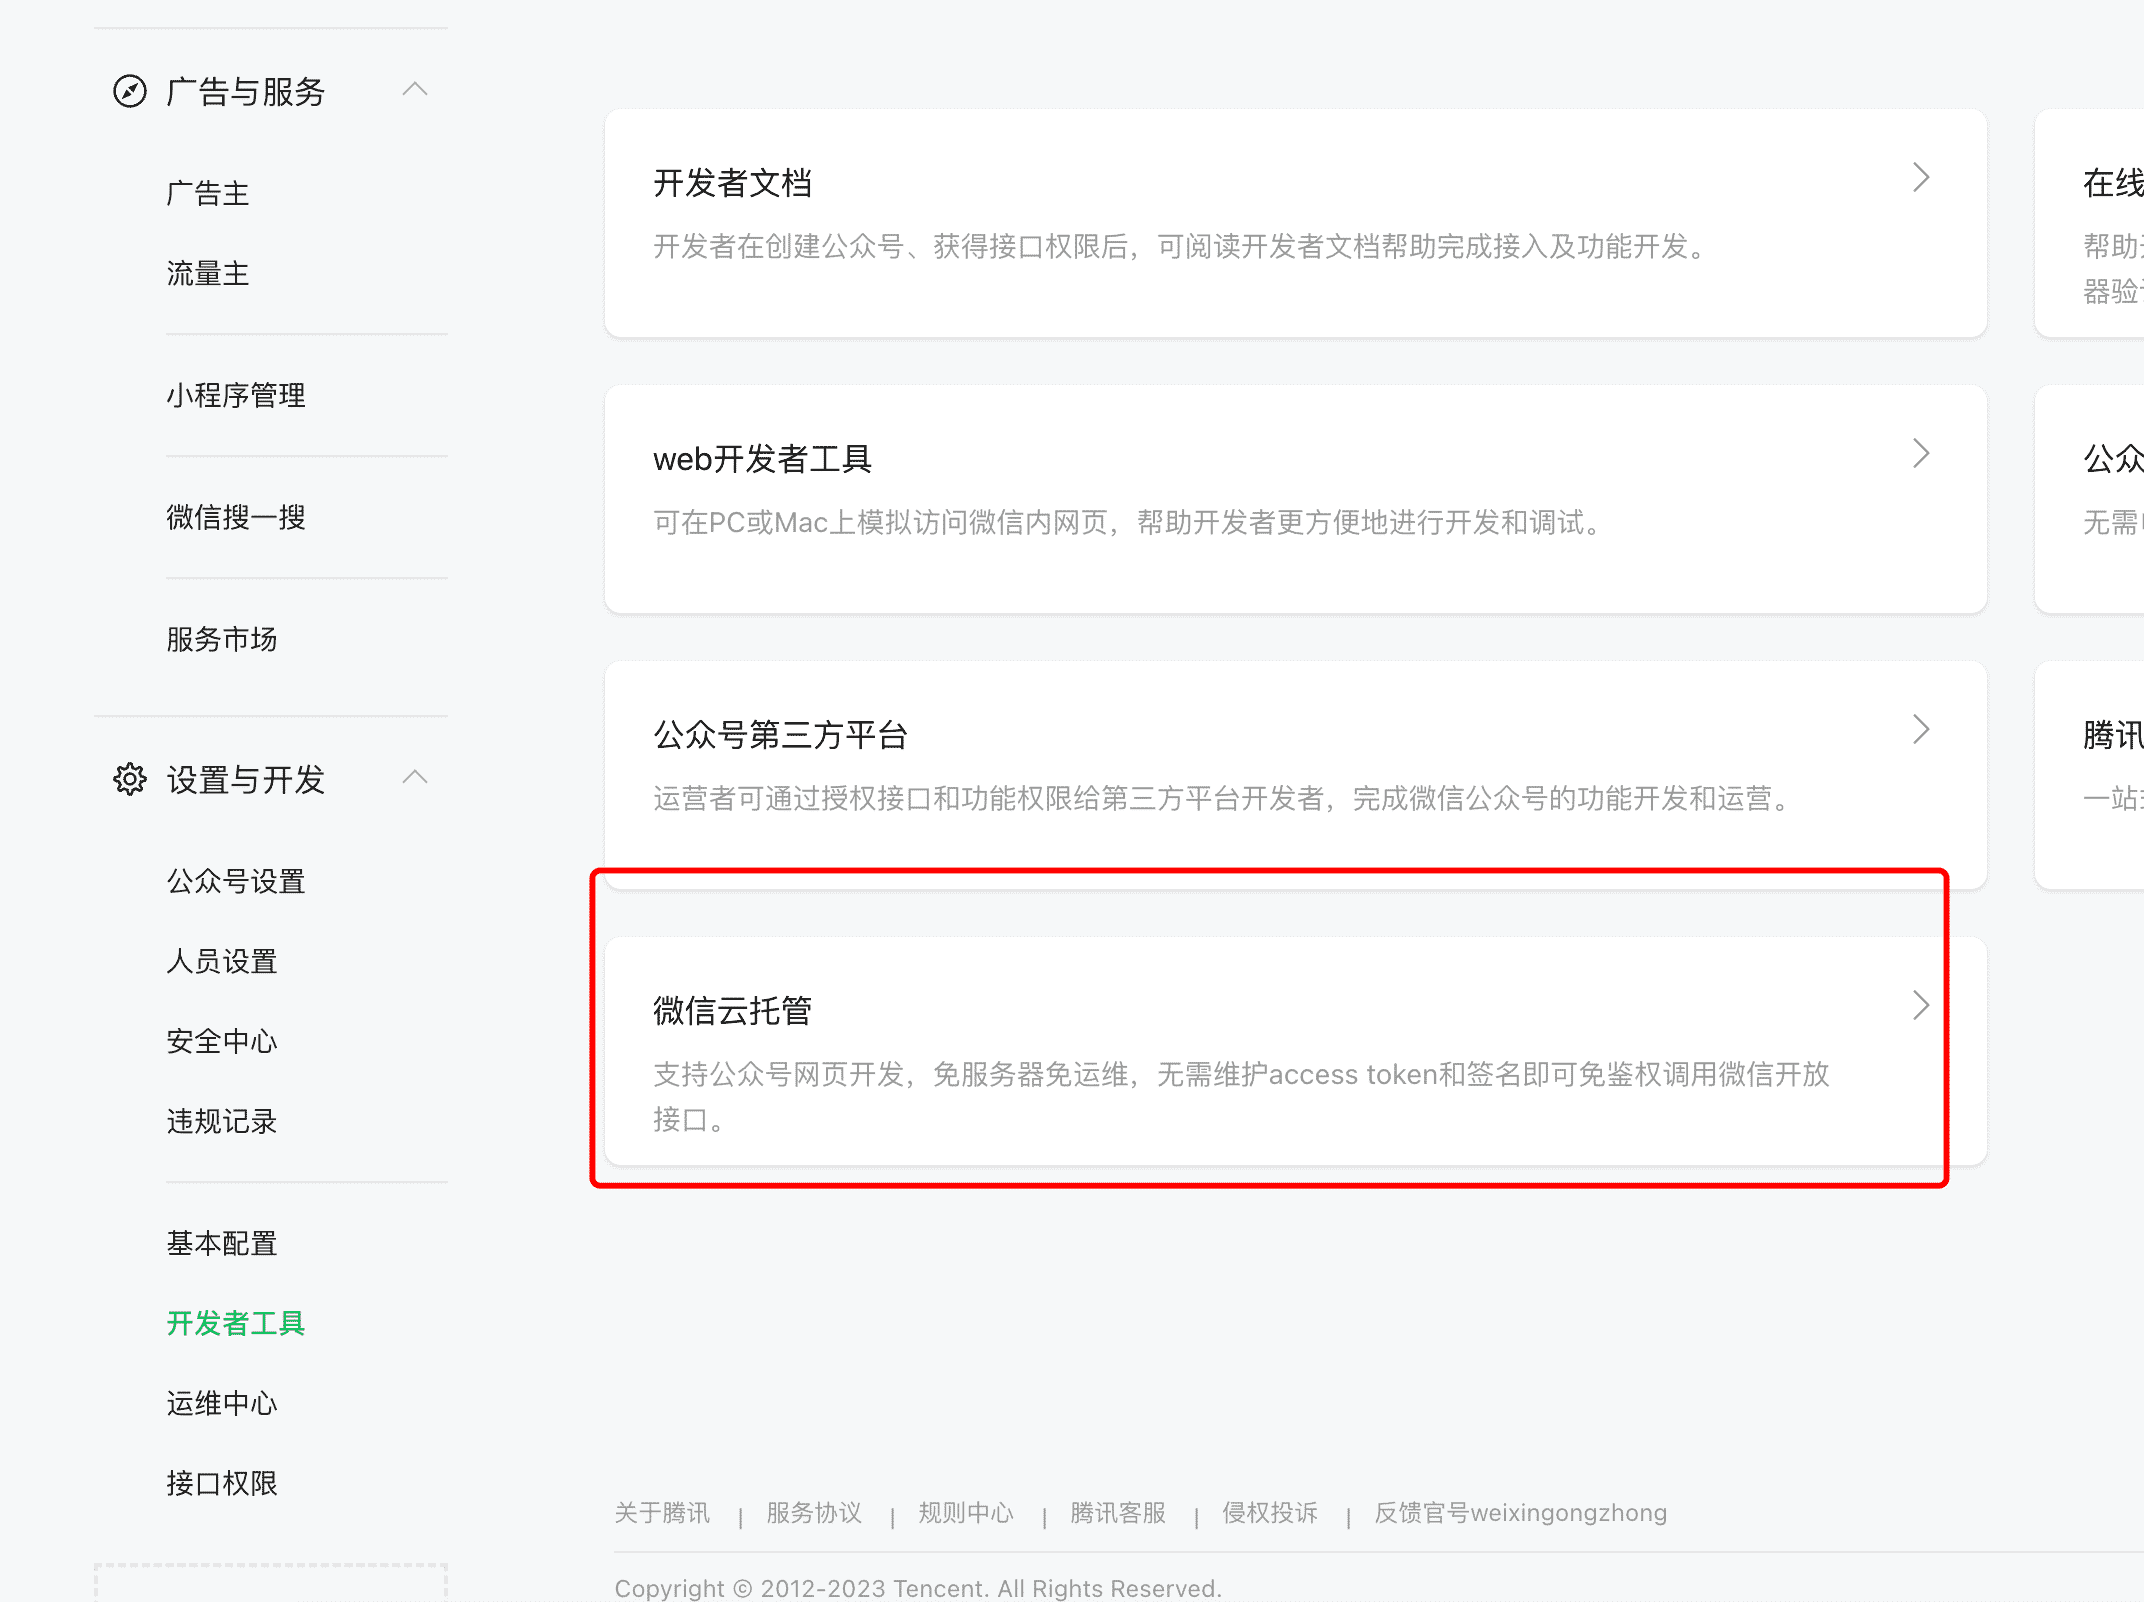 广告与服务
广告主
流量主
小程序管理
微信搜一搜
服务市场
设置与开发
公众号设置
人员设置
安全中心
违规记录
基本配置
开发者工具
运维中心
接口权限
开发者文档
开发者在创建公众号、获得接口权限后，可阅读开发者文档帮助完成接入及功能开发。
在线
帮助
器验
web开发者工具
可在PC或Mac上模拟访问微信内网页，帮助开发者更方便地进行开发和调试。
公众
无需
公众号第三方平台
运营者可通过授权接口和功能权限给第三方平台开发者，完成微信公众号的功能开发和运营。
腾讯
一站
微信云托管
支持公众号网页开发，免服务器免运维，无需维护access token和签名即可免鉴权调用微信开放
接口。
关于腾讯 | 服务协议 | 规则中心 | 腾讯客服 | 侵权投诉 | 反馈官号weixingongzhong
Copyright © 2012-2023 Tencent. All Rights Reserved.